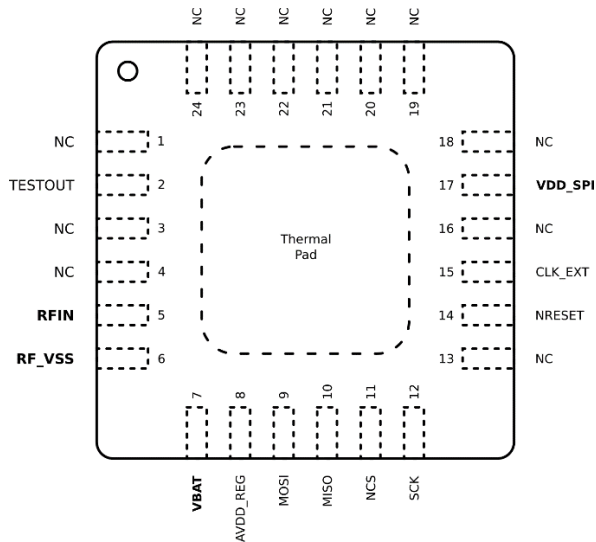 NC NC NC NC NC NC
24 23 22 21 20 19
NC 1
TESTOUT 2
NC 3
NC 4
RFIN 5
RF_VSS 6
Thermal
Pad
18 NC
17 VDD_SPI
16 NC
15 CLK_EXT
14 NRESET
13 NC
7 8 9 10 11 12
VBAT AVDD_REG MOSI MISO NCS SCK